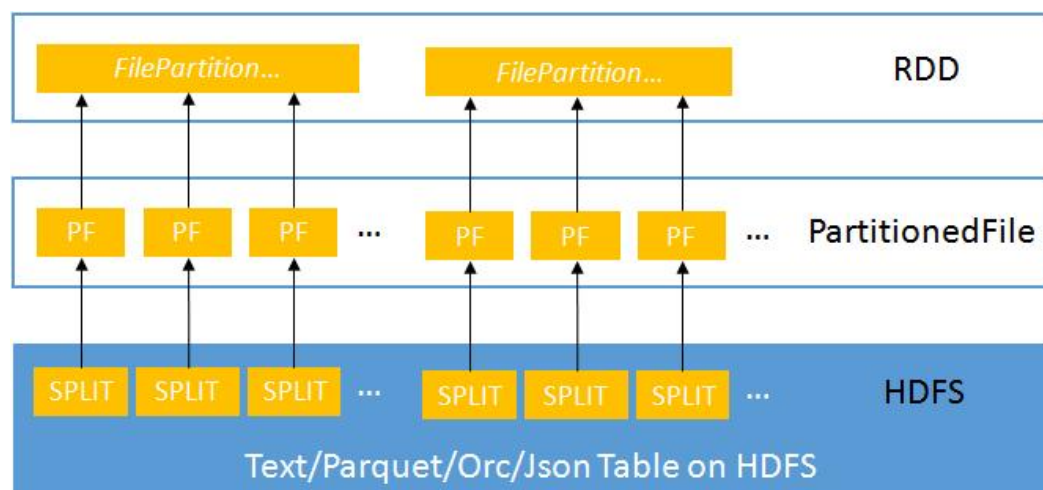 FilePartition... FilePartition... RDD
PF PF PF ... PF PF PF ... PartitionedFile
SPLIT SPLIT SPLIT ... SPLIT SPLIT SPLIT ... HDFS
Text/Parquet/Orc/Json Table on HDFS